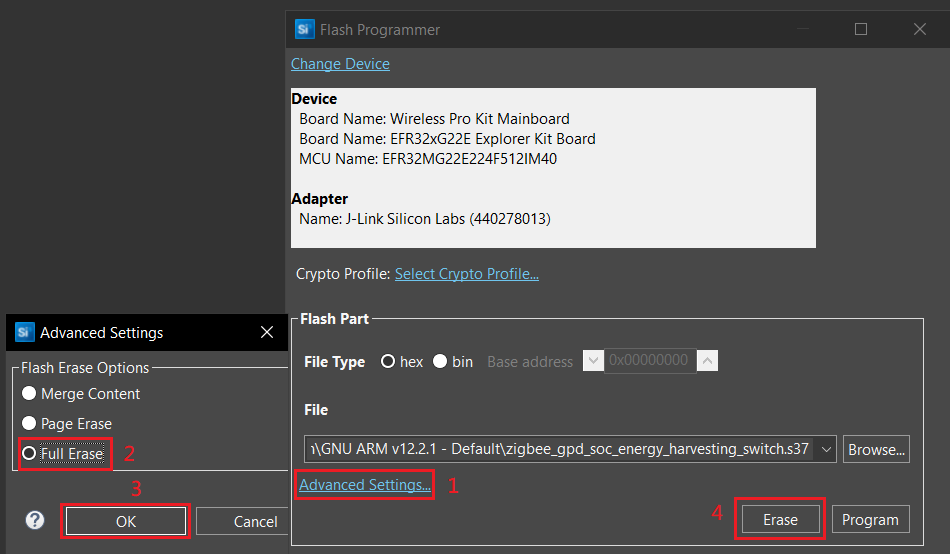 Si Flash Programmer
Change Device
Device
Board Name: Wireless Pro Kit Mainboard
Board Name: EFR32xG22E Explorer Kit Board
MCU Name: EFR32MG22E224F512IM40
Adapter
Name: J-Link Silicon Labs (440278013)
Crypto Profile: Select Crypto Profile...
Flash Part
File Type hex bin Base address 0x00000000
File
\GNU ARM v12.2.1 - Default\zigbee_gpd_soc_energy_harvesting_switch.s37 Browse...
Advanced Settings... 1
4 Erase Program
Si Advanced Settings
Flash Erase Options
Merge Content
Page Erase
Full Erase 2
3
? OK Cancel